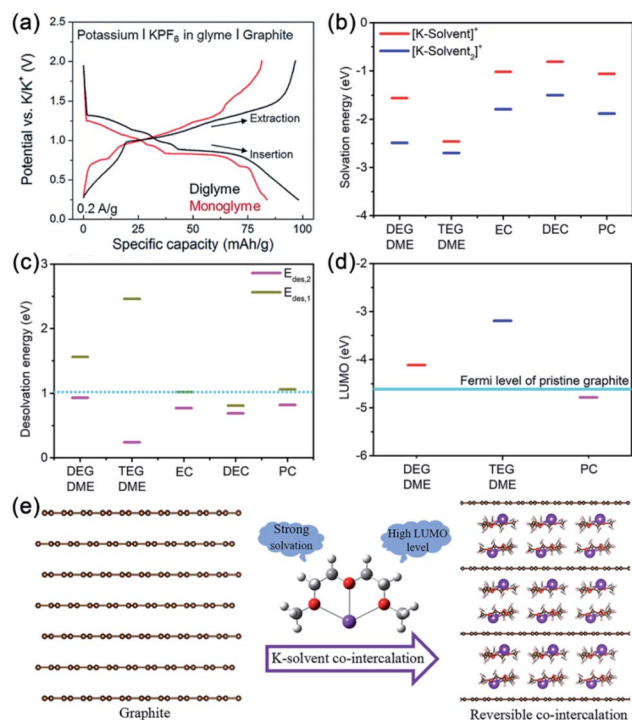 (a)
Potassium | KPF6 in glyme | Graphite
Potential vs. K/K+ (V)
2.5
2.0
1.5
1.0
0.5
0.0
Extraction
Insertion
Diglyme
Monoglyme
0.2 A/g
0 25 50 75 100
Specific capacity (mAh/g)
(b)
[K-Solvent]+
[K-Solvent2]+
Solvation energy (eV)
0
-1
-2
-3
-4
DEG DME
TEG DME
EC
DEC
PC
(c)
Edes,2
Edes,1
Desolvation energy (eV)
3
2
1
0
DEG DME
TEG DME
EC
DEC
PC
(d)
LUMO (eV)
-2
-3
-4
-5
-6
Fermi level of pristine graphite
DEG DME
TEG DME
PC
(e)
Strong
solvation
High LUMO
level
K-solvent co-intercalation
Graphite
Reversible co-intercalation